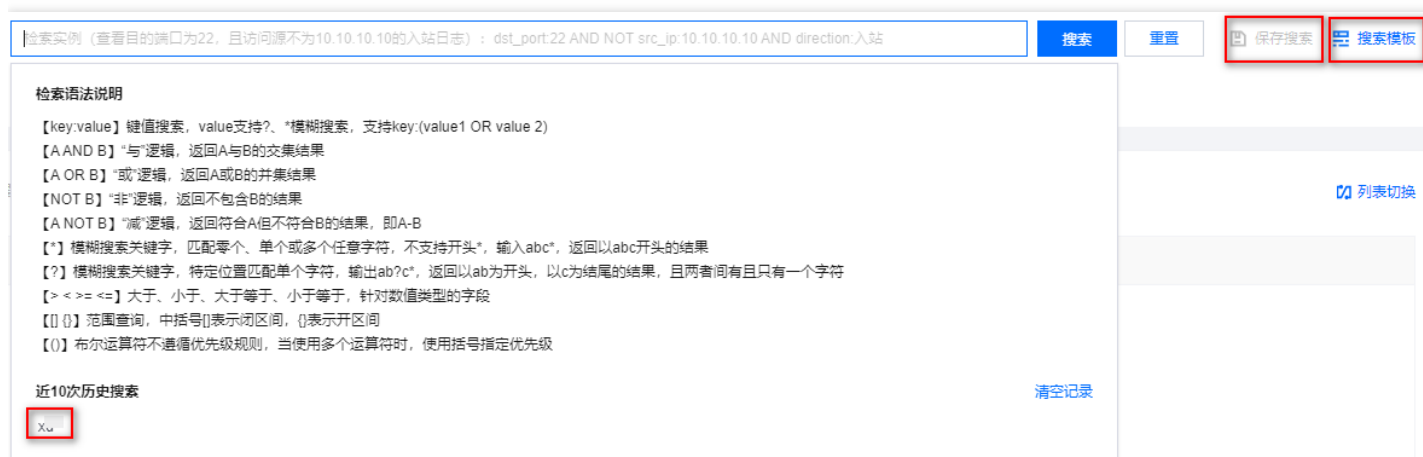 检索实例（查看目的端口为22，且访问源不为10.10.10.10的入站日志）：dst_port:22 AND NOT src_ip:10.10.10.10 AND direction:入站
搜索
重置
保存搜索
搜索模板
检索语法说明
【key:value】键值搜索，value支持?、*模糊搜索，支持key:(value1 OR value 2)
【A AND B】“与”逻辑，返回A与B的交集结果
【A OR B】“或”逻辑，返回A或B的并集结果
【NOT B】“非”逻辑，返回不包含B的结果
【A NOT B】“减”逻辑，返回符合A但不符合B的结果，即A-B
列表切换
【*】模糊搜索关键字，匹配零个、单个或多个任意字符，不支持开头*，输入abc*，返回以abc开头的结果
【?】模糊搜索关键字，特定位置匹配单个字符，输出ab?c*，返回以ab为开头，以c为结尾的结果，且两者间有且只有一个字符
【> < >= <=】大于、小于、大于等于、小于等于，针对数值类型的字段
【[] {}】范围查询，中括号[]表示闭区间，{}表示开区间
【()】布尔运算符不遵循优先级规则，当使用多个运算符时，使用括号指定优先级
近10次历史搜索
清空记录